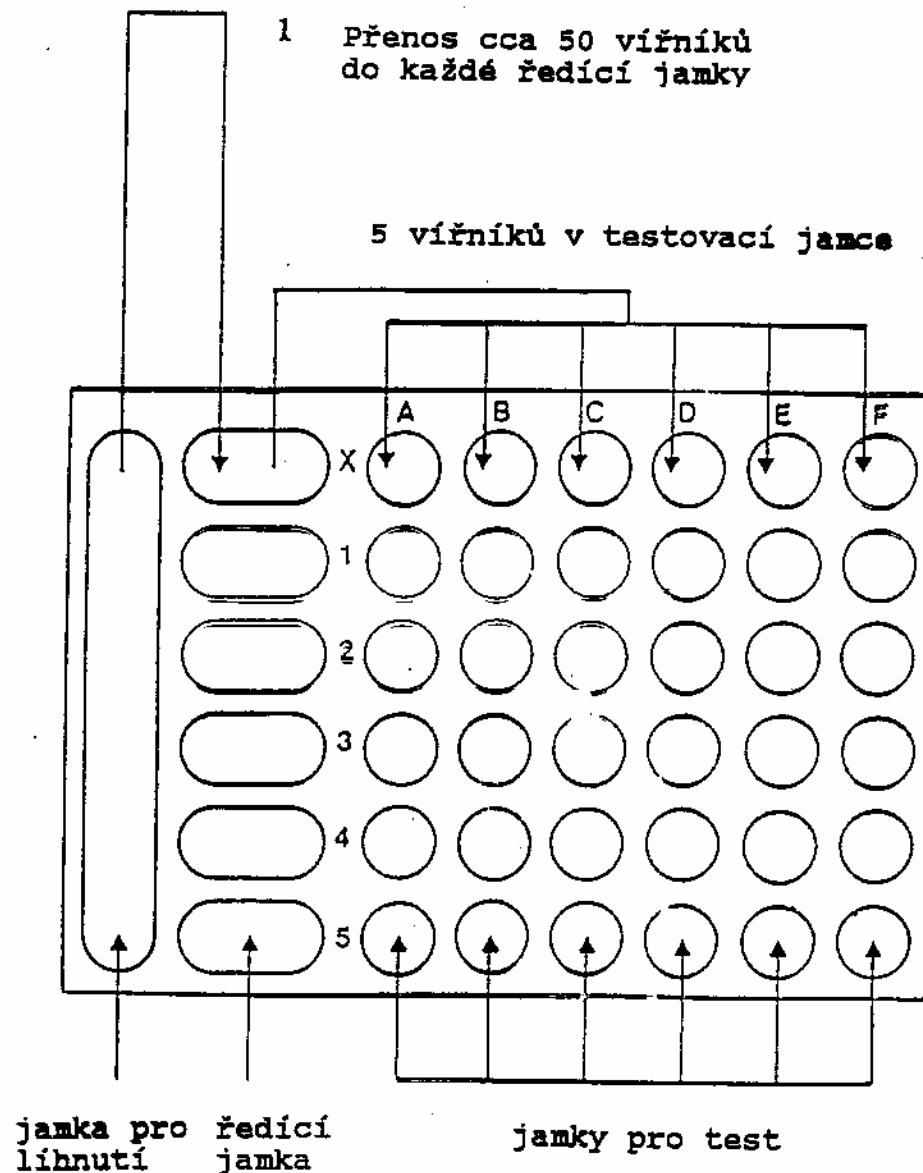 1 Přenos cca 50 vířníků
do každé ředící jamky
5 vířníků v testovací jamce
A B C D E F
X
1
2
3
4
5
jamka pro
líhnutí
ředící
jamka
jamky pro test